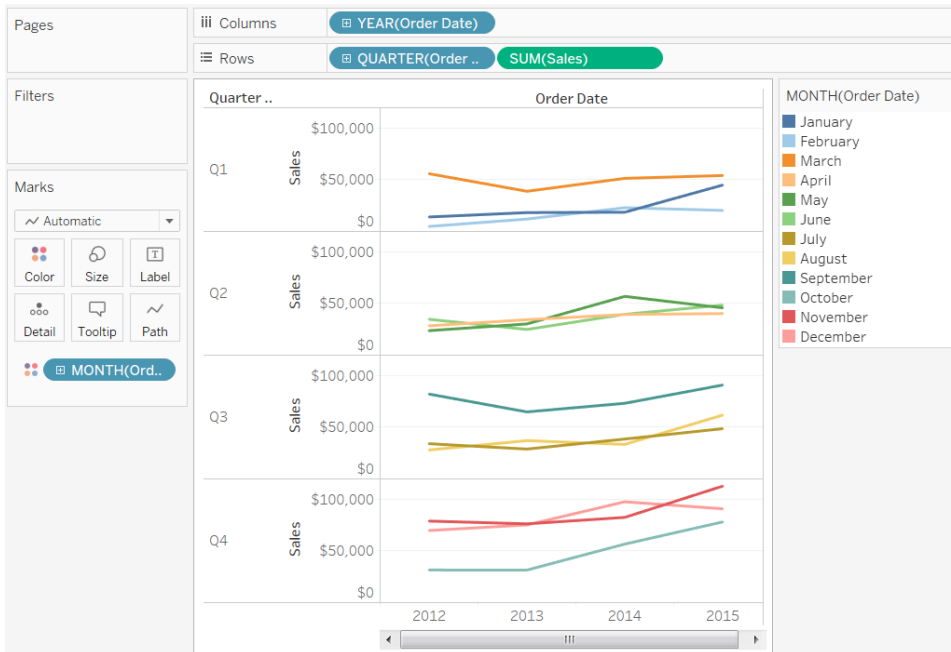 Pages
Columns
YEAR(Order Date)
Rows
QUARTER(Order ..
SUM(Sales)
Filters
Marks
Automatic
Color
Size
Label
Detail
Tooltip
Path
MONTH(Ord..
Quarter ..
Order Date
Q1
Sales
$100,000
$50,000
$0
Q2
Sales
$100,000
$50,000
$0
Q3
Sales
$100,000
$50,000
$0
Q4
Sales
$100,000
$50,000
$0
2012 2013 2014 2015
MONTH(Order Date)
January
February
March
April
May
June
July
August
September
October
November
December